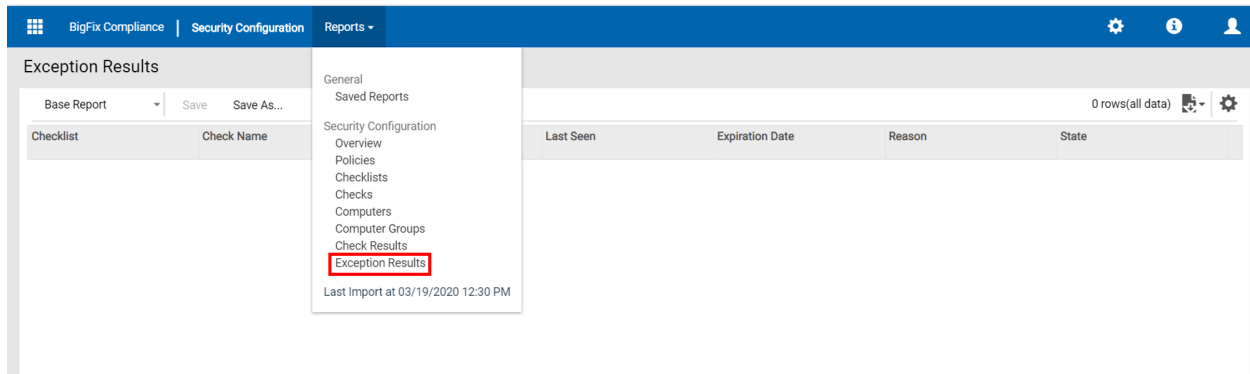 BigFix Compliance | Security Configuration Reports
Exception Results
Base Report Save Save As... 0 rows(all data)
Checklist Check Name Last Seen Expiration Date Reason State
General
Saved Reports
Security Configuration
Overview
Policies
Checklists
Checks
Computers
Computer Groups
Check Results
Exception Results
Last Import at 03/19/2020 12:30 PM